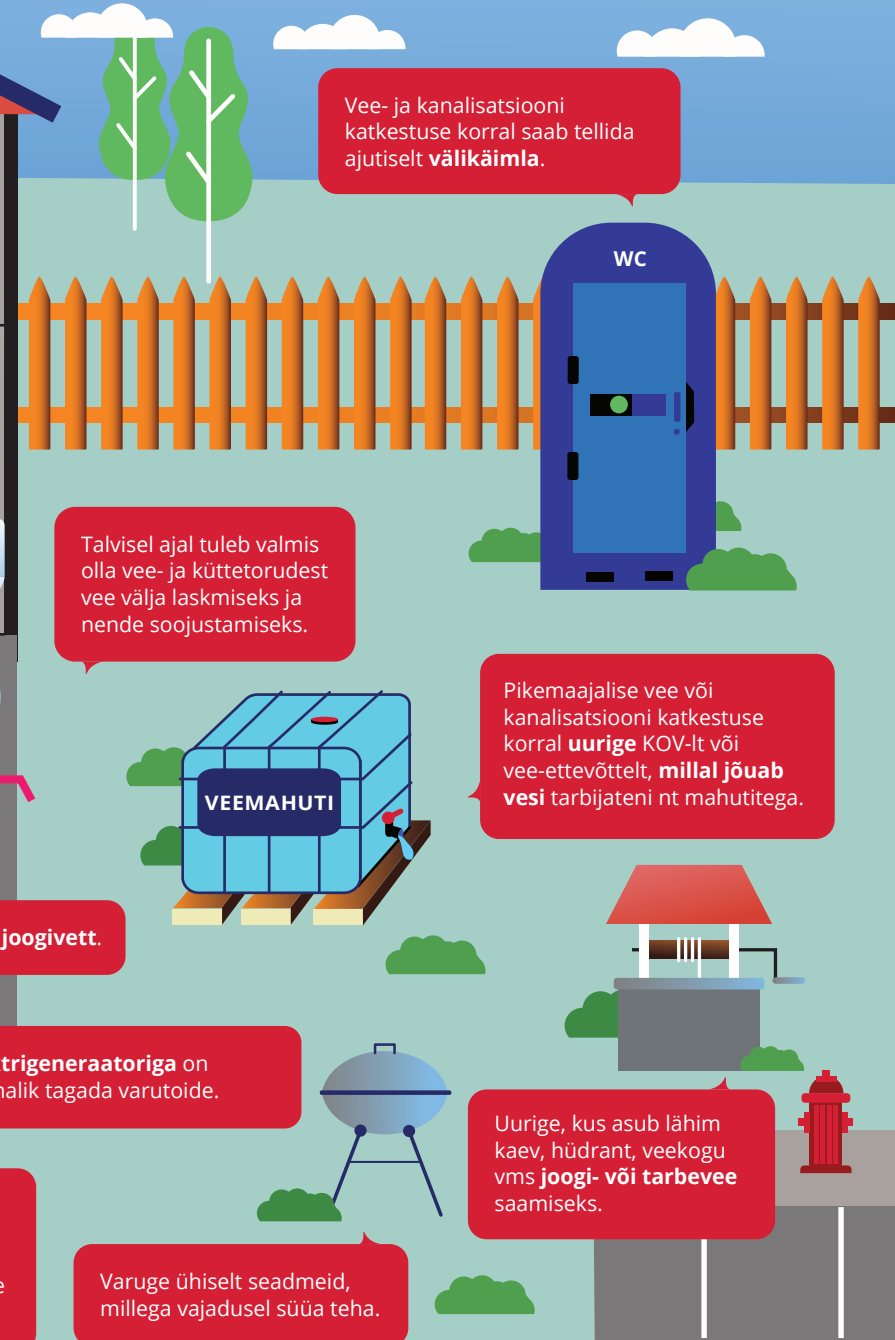 Vee- ja kanalisatsiooni
katkestuse korral saab tellida
ajutiselt välikäimla.
WC
Talvisel ajal tuleb valmis
olla vee- ja küttetorudest
vee välja laskmiseks ja
nende soojustamiseks.
Pikemaajalise vee või
kanalisatsiooni katkestuse
korral uurige KOV-lt või
vee-ettevõttelt, millal jõuab
vesi tarbijateni nt mahutitega.
VEEMAHUTI
joogivett.
trigeneraatoriga on
alik tagada varutoide.
Uurige, kus asub lähim
kaev, hüdrant, veekogu
vms joogi- või tarbevee
saamiseks.
e
Varuge ühiselt seadmeid,
millega vajadusel süüa teha.